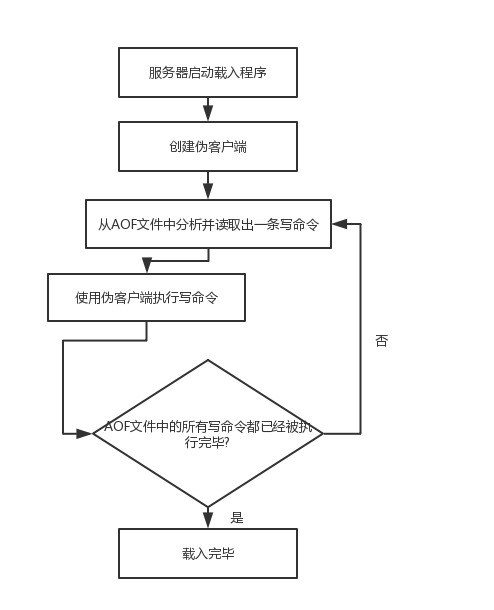 服务器启动载入程序
创建伪客户端
从AOF文件中分析并读取出一条写命令
使用伪客户端执行写命令
否
AOF文件中的所有写命令都已经被执
行完毕?
是
载入完毕